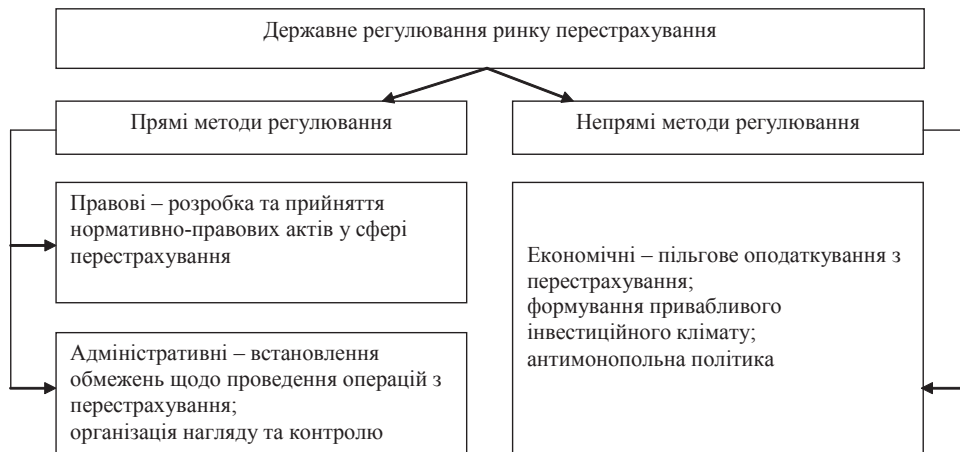 Державне регулювання ринку перестрахування
Прямі методи регулювання
Непрямі методи регулювання
Правові – розробка та прийняття
нормативно-правових актів у сфері
перестрахування
Адміністративні – встановлення
обмежень щодо проведення операцій з
перестрахування;
організація нагляду та контролю
Економічні – пільгове оподаткування з
перестрахування;
формування привабливого
інвестиційного клімату;
антимонопольна політика